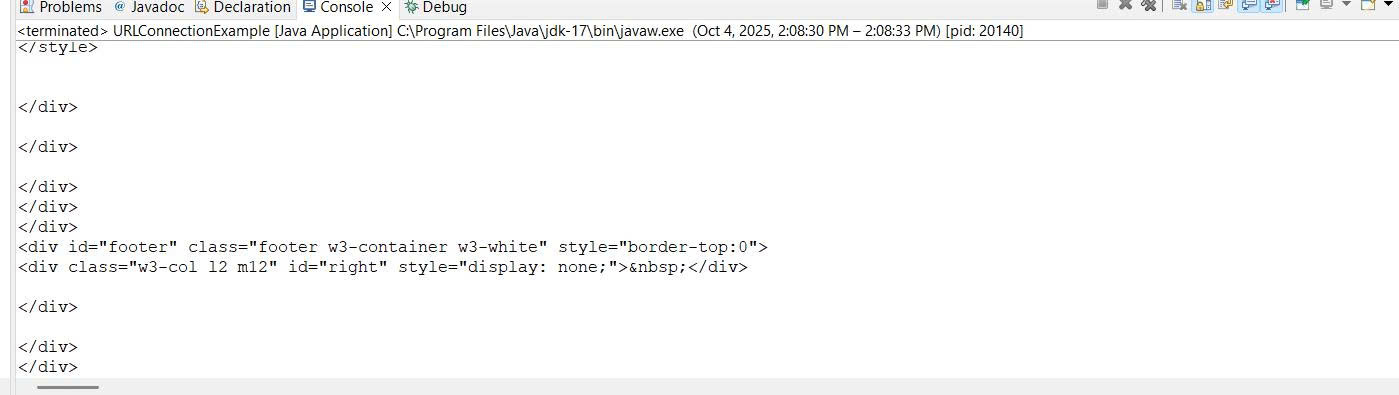 Problems @ Javadoc Declaration Console Debug
<terminated> URLConnectionExample [Java Application] C:\Program Files\Java\jdk-17\bin\javaw.exe (Oct 4, 2025, 2:08:30 PM – 2:08:33 PM) [pid: 20140]
</style>
</div>
</div>
</div>
</div>
</div>
<div id="footer" class="footer w3-container w3-white" style="border-top:0">
<div class="w3-col l2 m12" id="right" style="display: none;">&nbsp;</div>
</div>
</div>
</div>